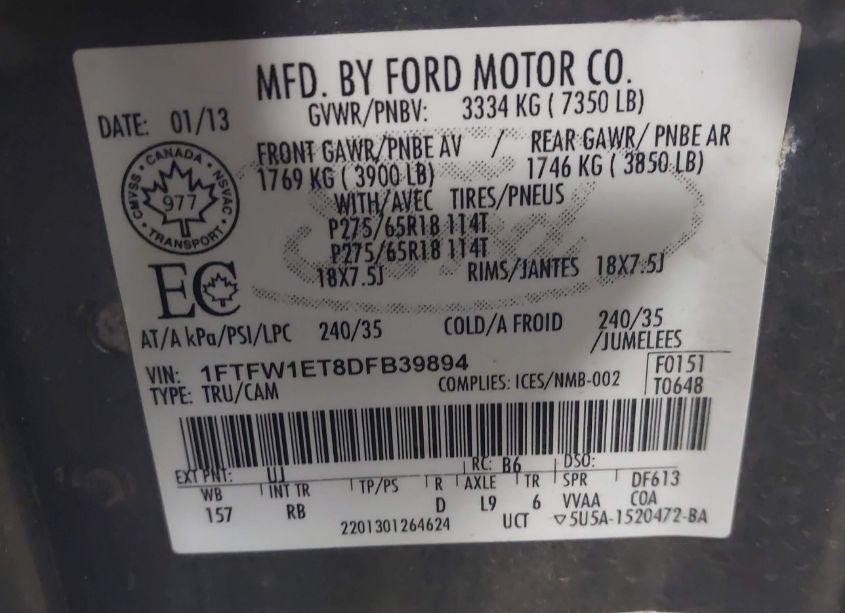 MFD. BY FORD MOTOR CO.
DATE: 01/13
GVWR/PNBV: 3334 KG ( 7350 LB)
FRONT GAWR/PNBE AV / REAR GAWR/ PNBE AR
1769 KG ( 3900 LB) 1746 KG ( 3850 LB)
WITH/AVEC TIRES/PNEUS
P275/65R18 114T
P275/65R18 114T
18X7.5J RIMS/JANTES 18X7.5J
CANADA
CMVSS • NSVAC
977
TRANSPORT
EC
AT/A kPa/PSI/LPC 240/35 COLD/A FROID 240/35
/JUMELEES
VIN: 1FTFW1ET8DFB39894
F0151
TYPE: TRU/CAM COMPLIES: ICES/NMB-002
T0648
EXT PNT: UJ RC: B6 DSO:
WB INT TR TP/PS R AXLE TR SPR DF613
157 RB D L9 6 VVAA COA
2201301264624 UCT ▽5U5A-1520472-BA